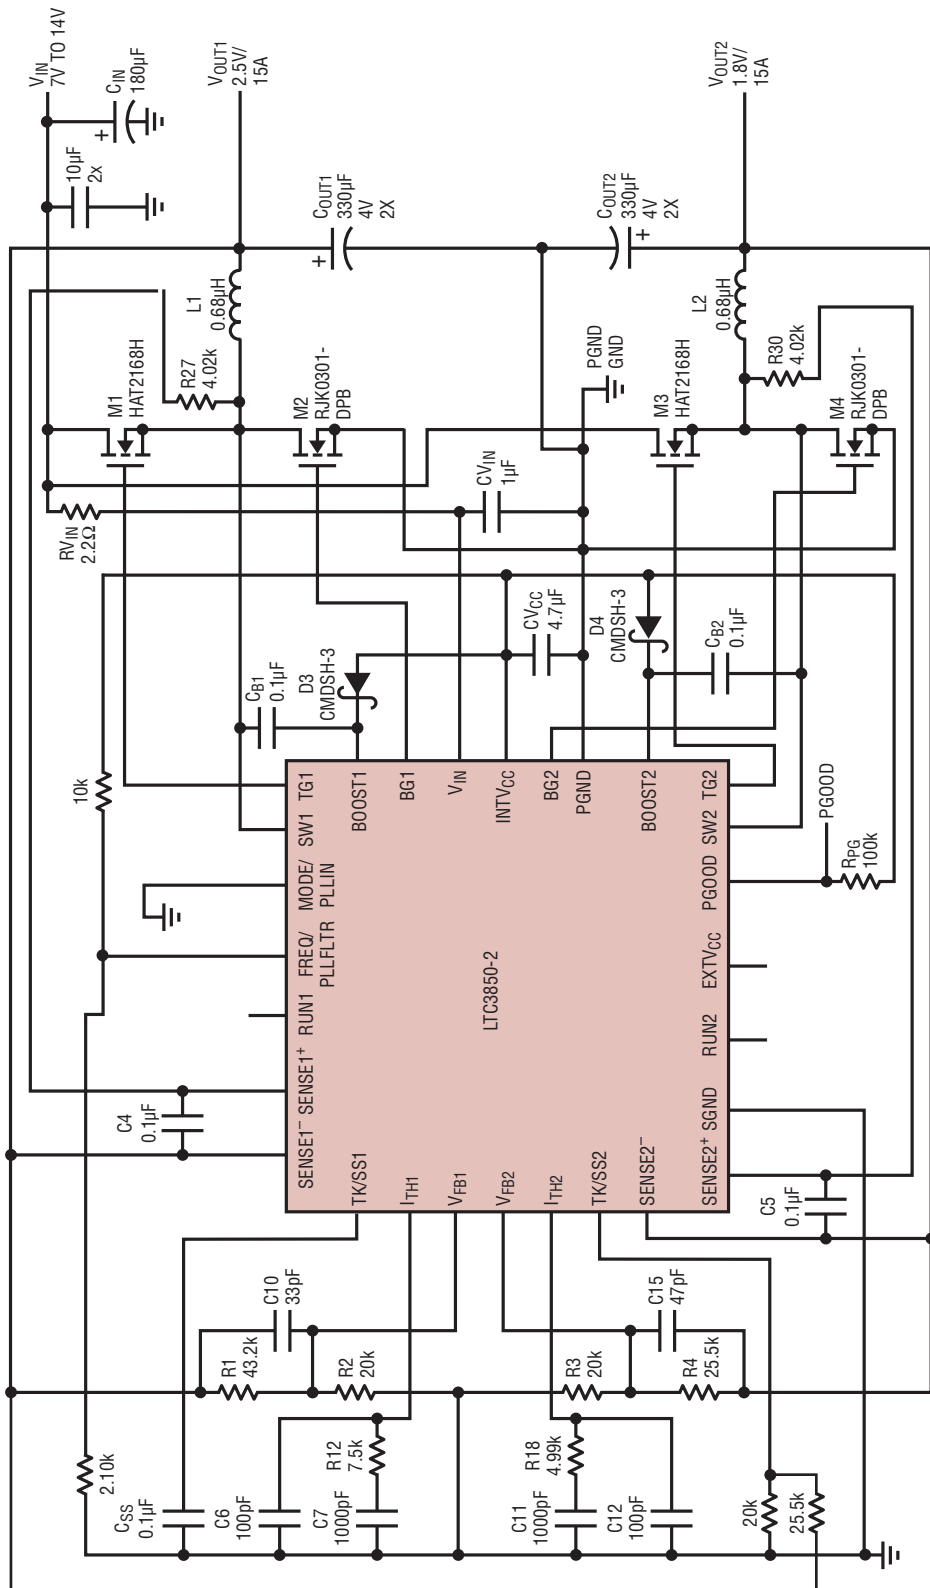 VIN
7V TO 14V
CIN
180µF
+
10µF
2x
VOUT1
2.5V/
15A
VOUT2
1.8V/
15A
COUT1
330µF
4V
2X
+
COUT2
330µF
4V
2X
+
L1
0.68µH
L2
0.68µH
M1
HAT2168H
R27
4.02k
M2
RJK0301-
DPB
PGND
GND
M3
HAT2168H
R30
4.02k
M4
RJK0301-
DPB
RVIN
2.2Ω
CVIN
1µF
CB1
0.1µF
D3
CMDSH-3
CVCC
4.7µF
D4
CMDSH-3
CB2
0.1µF
10k
TG1
SW1
MODE/
PLLIN
FREQ/
PLLFLTR
RUN1
SENSE1+
SENSE1–
BOOST1
BG1
VIN
INTVCC
BG2
PGND
BOOST2
TG2
SW2
PGOOD
EXTVCC
RUN2
SGND
SENSE2+
LTC3850-2
TK/SS1
ITH1
VFB1
VFB2
ITH2
TK/SS2
SENSE2–
PGOOD
RPG
100k
C4
0.1µF
C5
0.1µF
C10
33pF
R1
43.2k
R2
20k
C15
47pF
R3
20k
R4
25.5k
2.10k
CSS
0.1µF
C6
100pF
R12
7.5k
C7
1000pF
R18
4.99k
C11
1000pF
C12
100pF
20k
25.5k